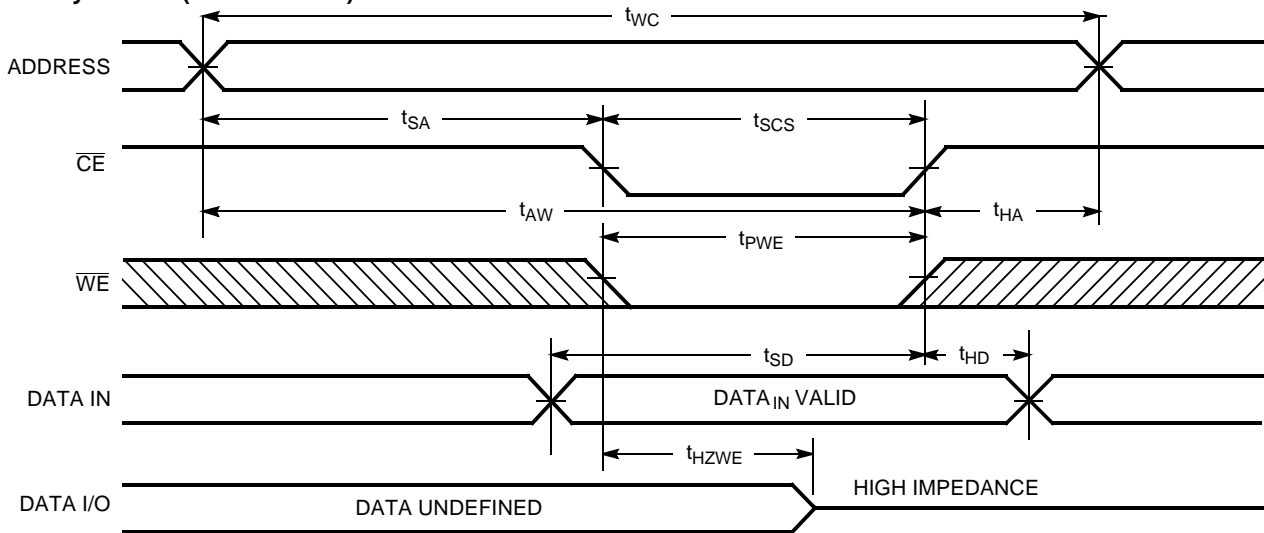 tWC
ADDRESS
tSA
tSCS
CE
tAW
tHA
tPWE
WE
tSD
tHD
DATA IN
DATAIN VALID
tHZWE
DATA I/O
DATA UNDEFINED
HIGH IMPEDANCE